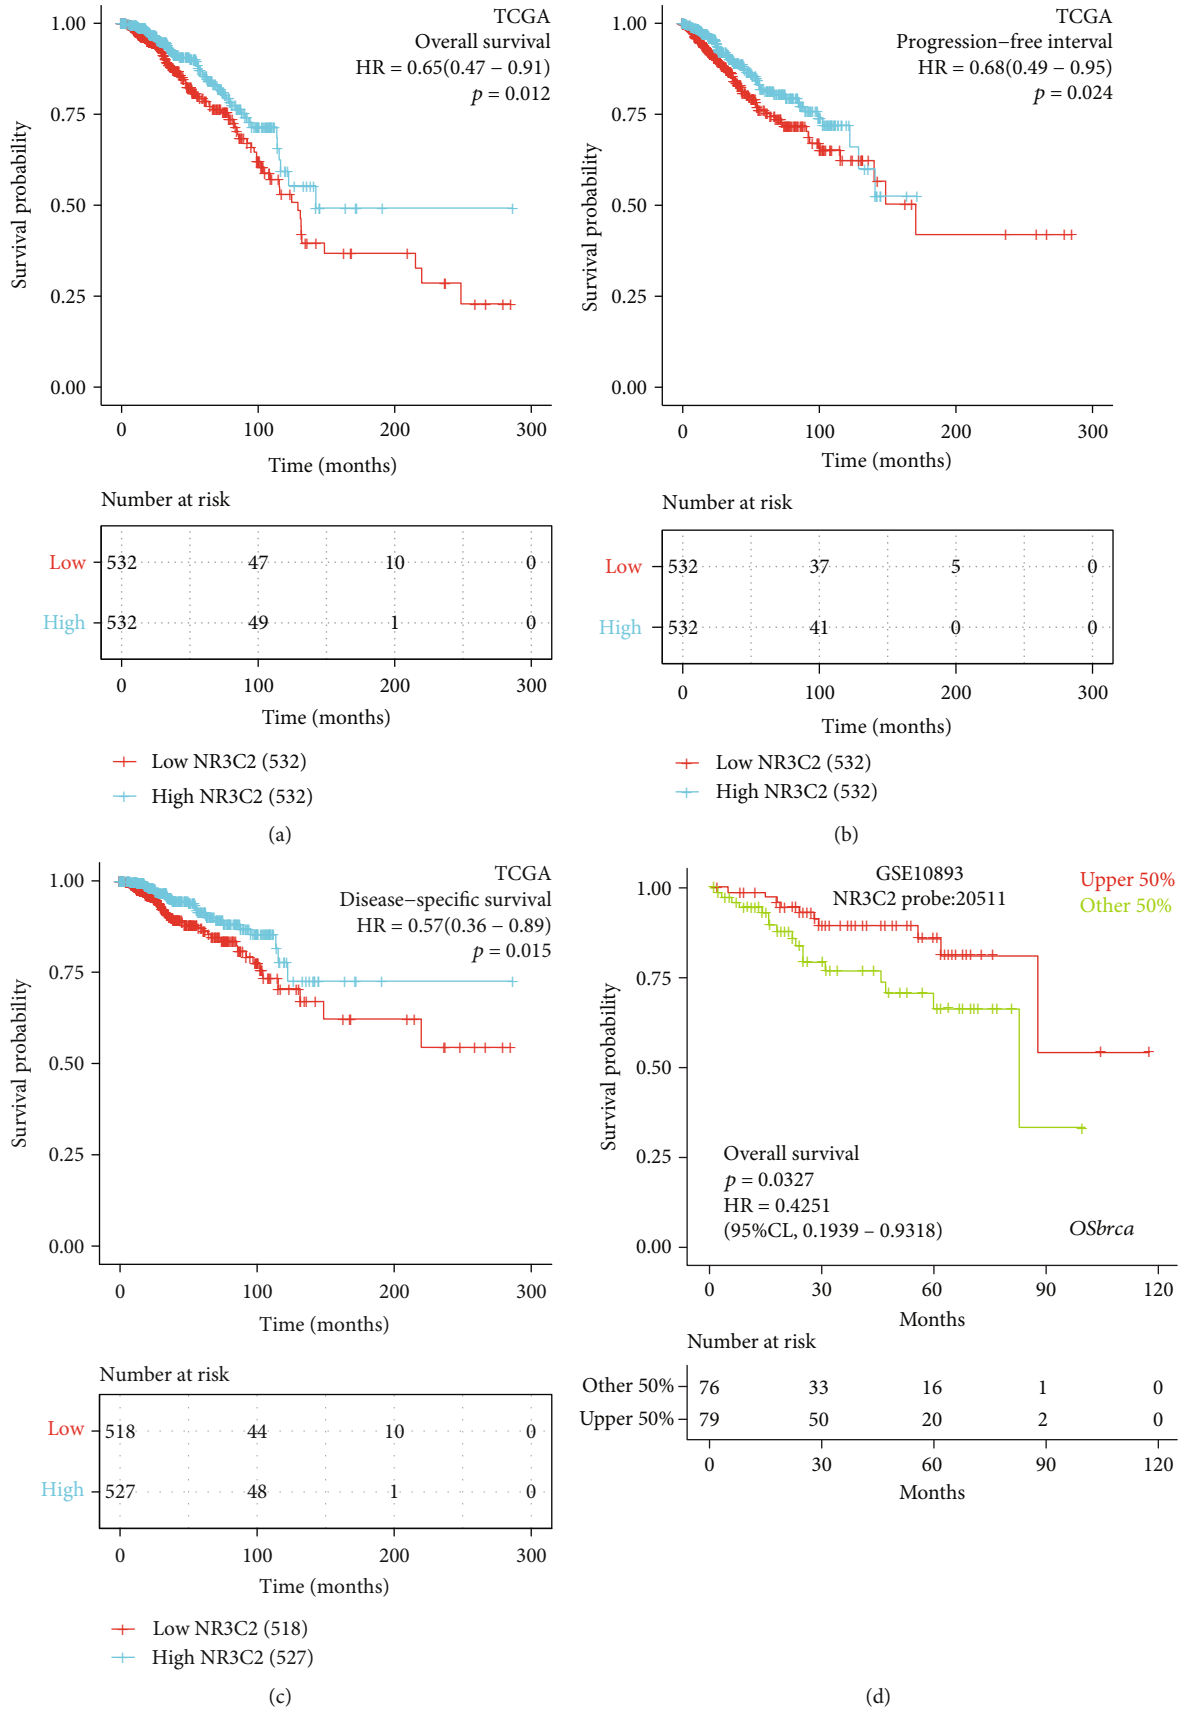 TCGA
Overall survival
HR = 0.65(0.47 – 0.91)
p = 0.012
Survival probability
1.00
0.75
0.50
0.25
0.00
0 100 200 300
Time (months)
Number at risk
Low 532 47 10 0
High 532 49 1 0
0 100 200 300
Time (months)
Low NR3C2 (532)
High NR3C2 (532)
(a)
TCGA
Progression–free interval
HR = 0.68(0.49 – 0.95)
p = 0.024
Survival probability
1.00
0.75
0.50
0.25
0.00
0 100 200 300
Time (months)
Number at risk
Low 532 37 5 0
High 532 41 0 0
0 100 200 300
Time (months)
Low NR3C2 (532)
High NR3C2 (532)
(b)
TCGA
Disease–specific survival
HR = 0.57(0.36 – 0.89)
p = 0.015
Survival probability
1.00
0.75
0.50
0.25
0.00
0 100 200 300
Time (months)
Number at risk
Low 518 44 10 0
High 527 48 1 0
0 100 200 300
Time (months)
Low NR3C2 (518)
High NR3C2 (527)
(c)
GSE10893
NR3C2 probe:20511
Upper 50%
Other 50%
Survival probability
1.00
0.75
0.50
0.25
0.00
Overall survival
p = 0.0327
HR = 0.4251
(95%CL, 0.1939 – 0.9318)
OSbrca
0 30 60 90 120
Months
Number at risk
Other 50% 76 33 16 1 0
Upper 50% 79 50 20 2 0
0 30 60 90 120
Months
(d)